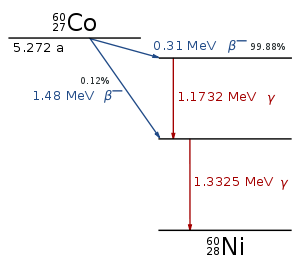 60
27Co
5.272 a
0.31 MeV β− 99.88%
0.12%
1.48 MeV β−
1.1732 MeV γ
1.3325 MeV γ
60
28Ni